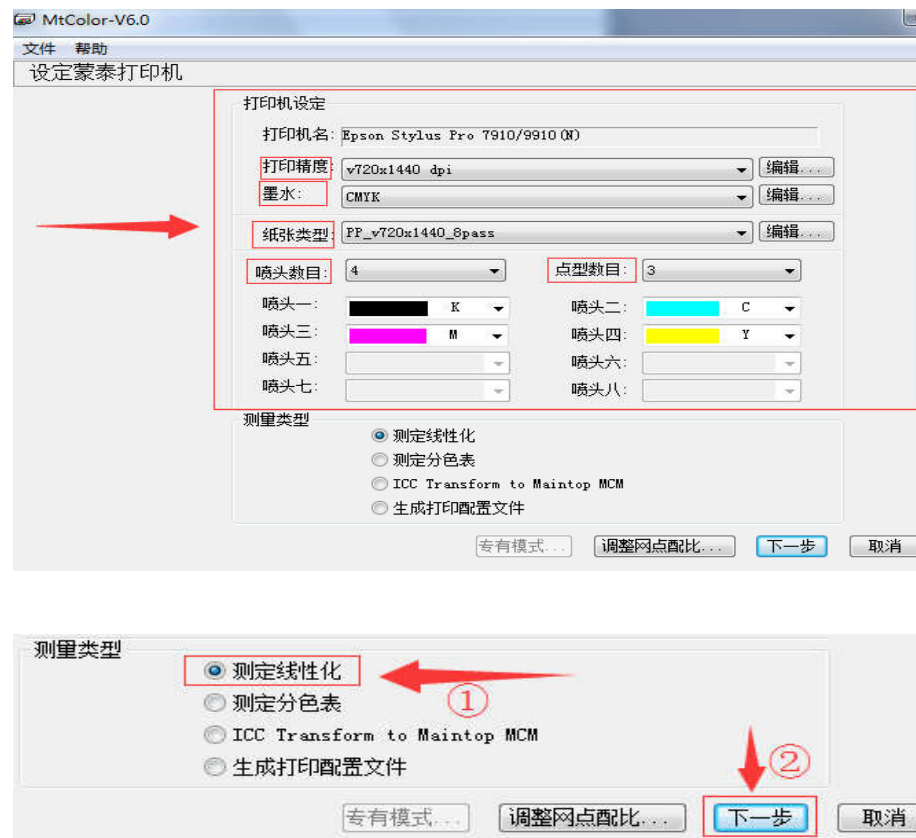 MtColor-V6.0
文件 帮助
设定蒙泰打印机
打印机设定
打印机名: Epson Stylus Pro 7910/9910(N)
打印精度: v720x1440 dpi 编辑...
墨水: CMYK 编辑...
纸张类型: PP_v720x1440_8pass 编辑...
喷头数目: 4 点型数目: 3
喷头一: K 喷头二: C
喷头三: M 喷头四: Y
喷头五: 喷头六:
喷头七: 喷头八:
测量类型
测定线性化
测定分色表
ICC Transform to Maintop MCM
生成打印配置文件
专有模式... 调整网点配比... 下一步 取消
测量类型
测定线性化
①
测定分色表
ICC Transform to Maintop MCM
②
生成打印配置文件
专有模式... 调整网点配比... 下一步 取消